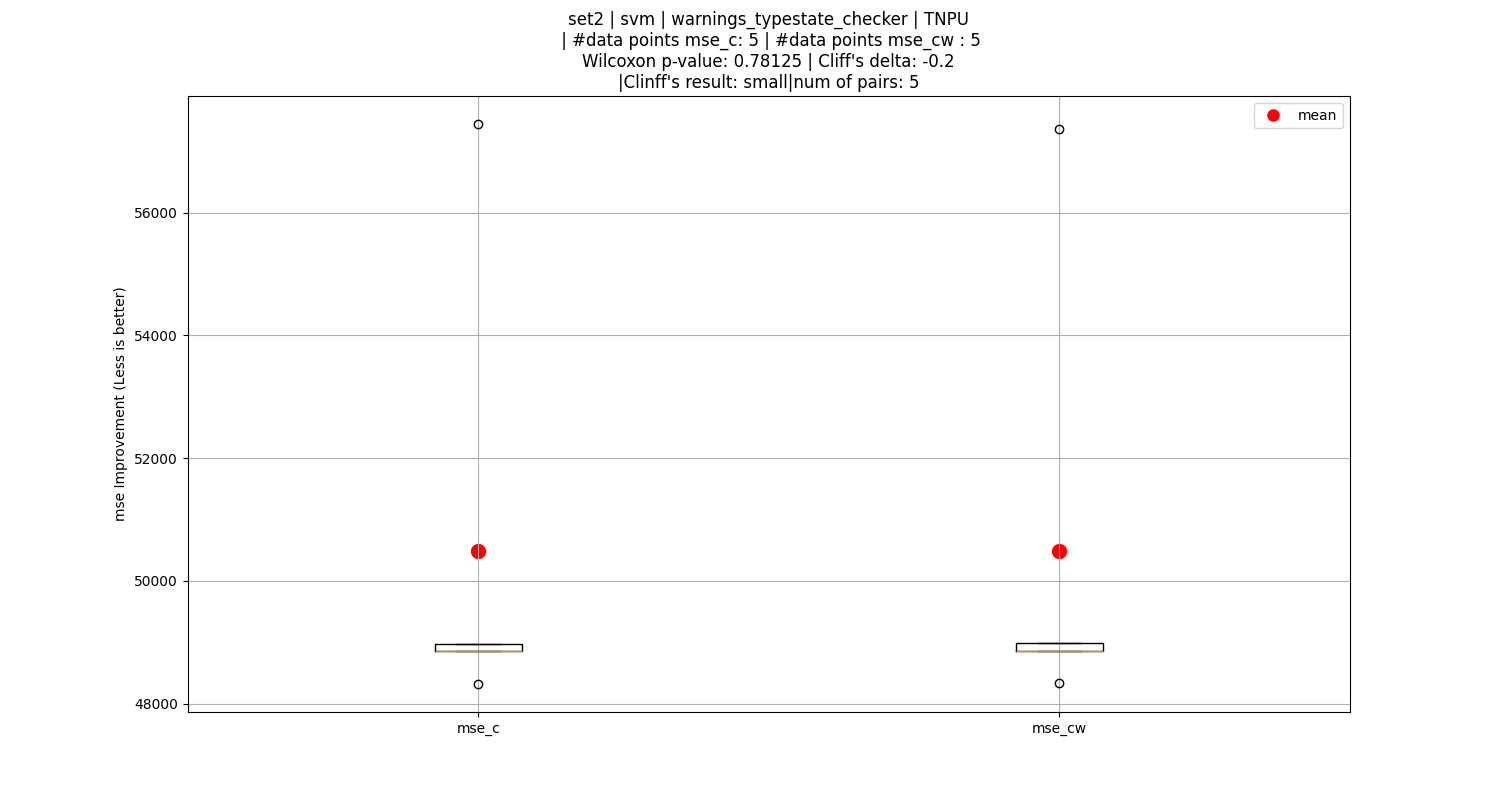 set2 | svm | warnings_typestate_checker | TNPU
| #data points mse_c: 5 | #data points mse_cw : 5
Wilcoxon p-value: 0.78125 | Cliff's delta: -0.2
|Clinff's result: small|num of pairs: 5
mean
mse Improvement (Less is better)
56000
54000
52000
50000
48000
mse_c
mse_cw